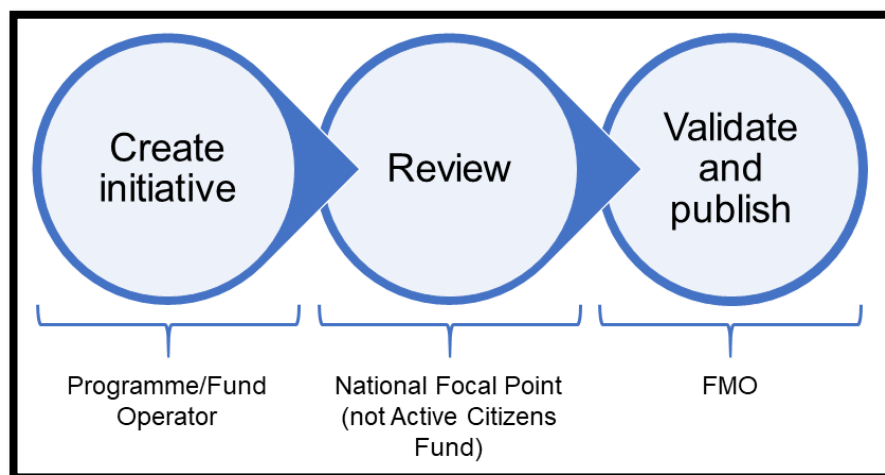 Create
initiative
Review
Validate
and
publish
Programme/Fund
Operator
National Focal Point
(not Active Citizens
Fund)
FMO